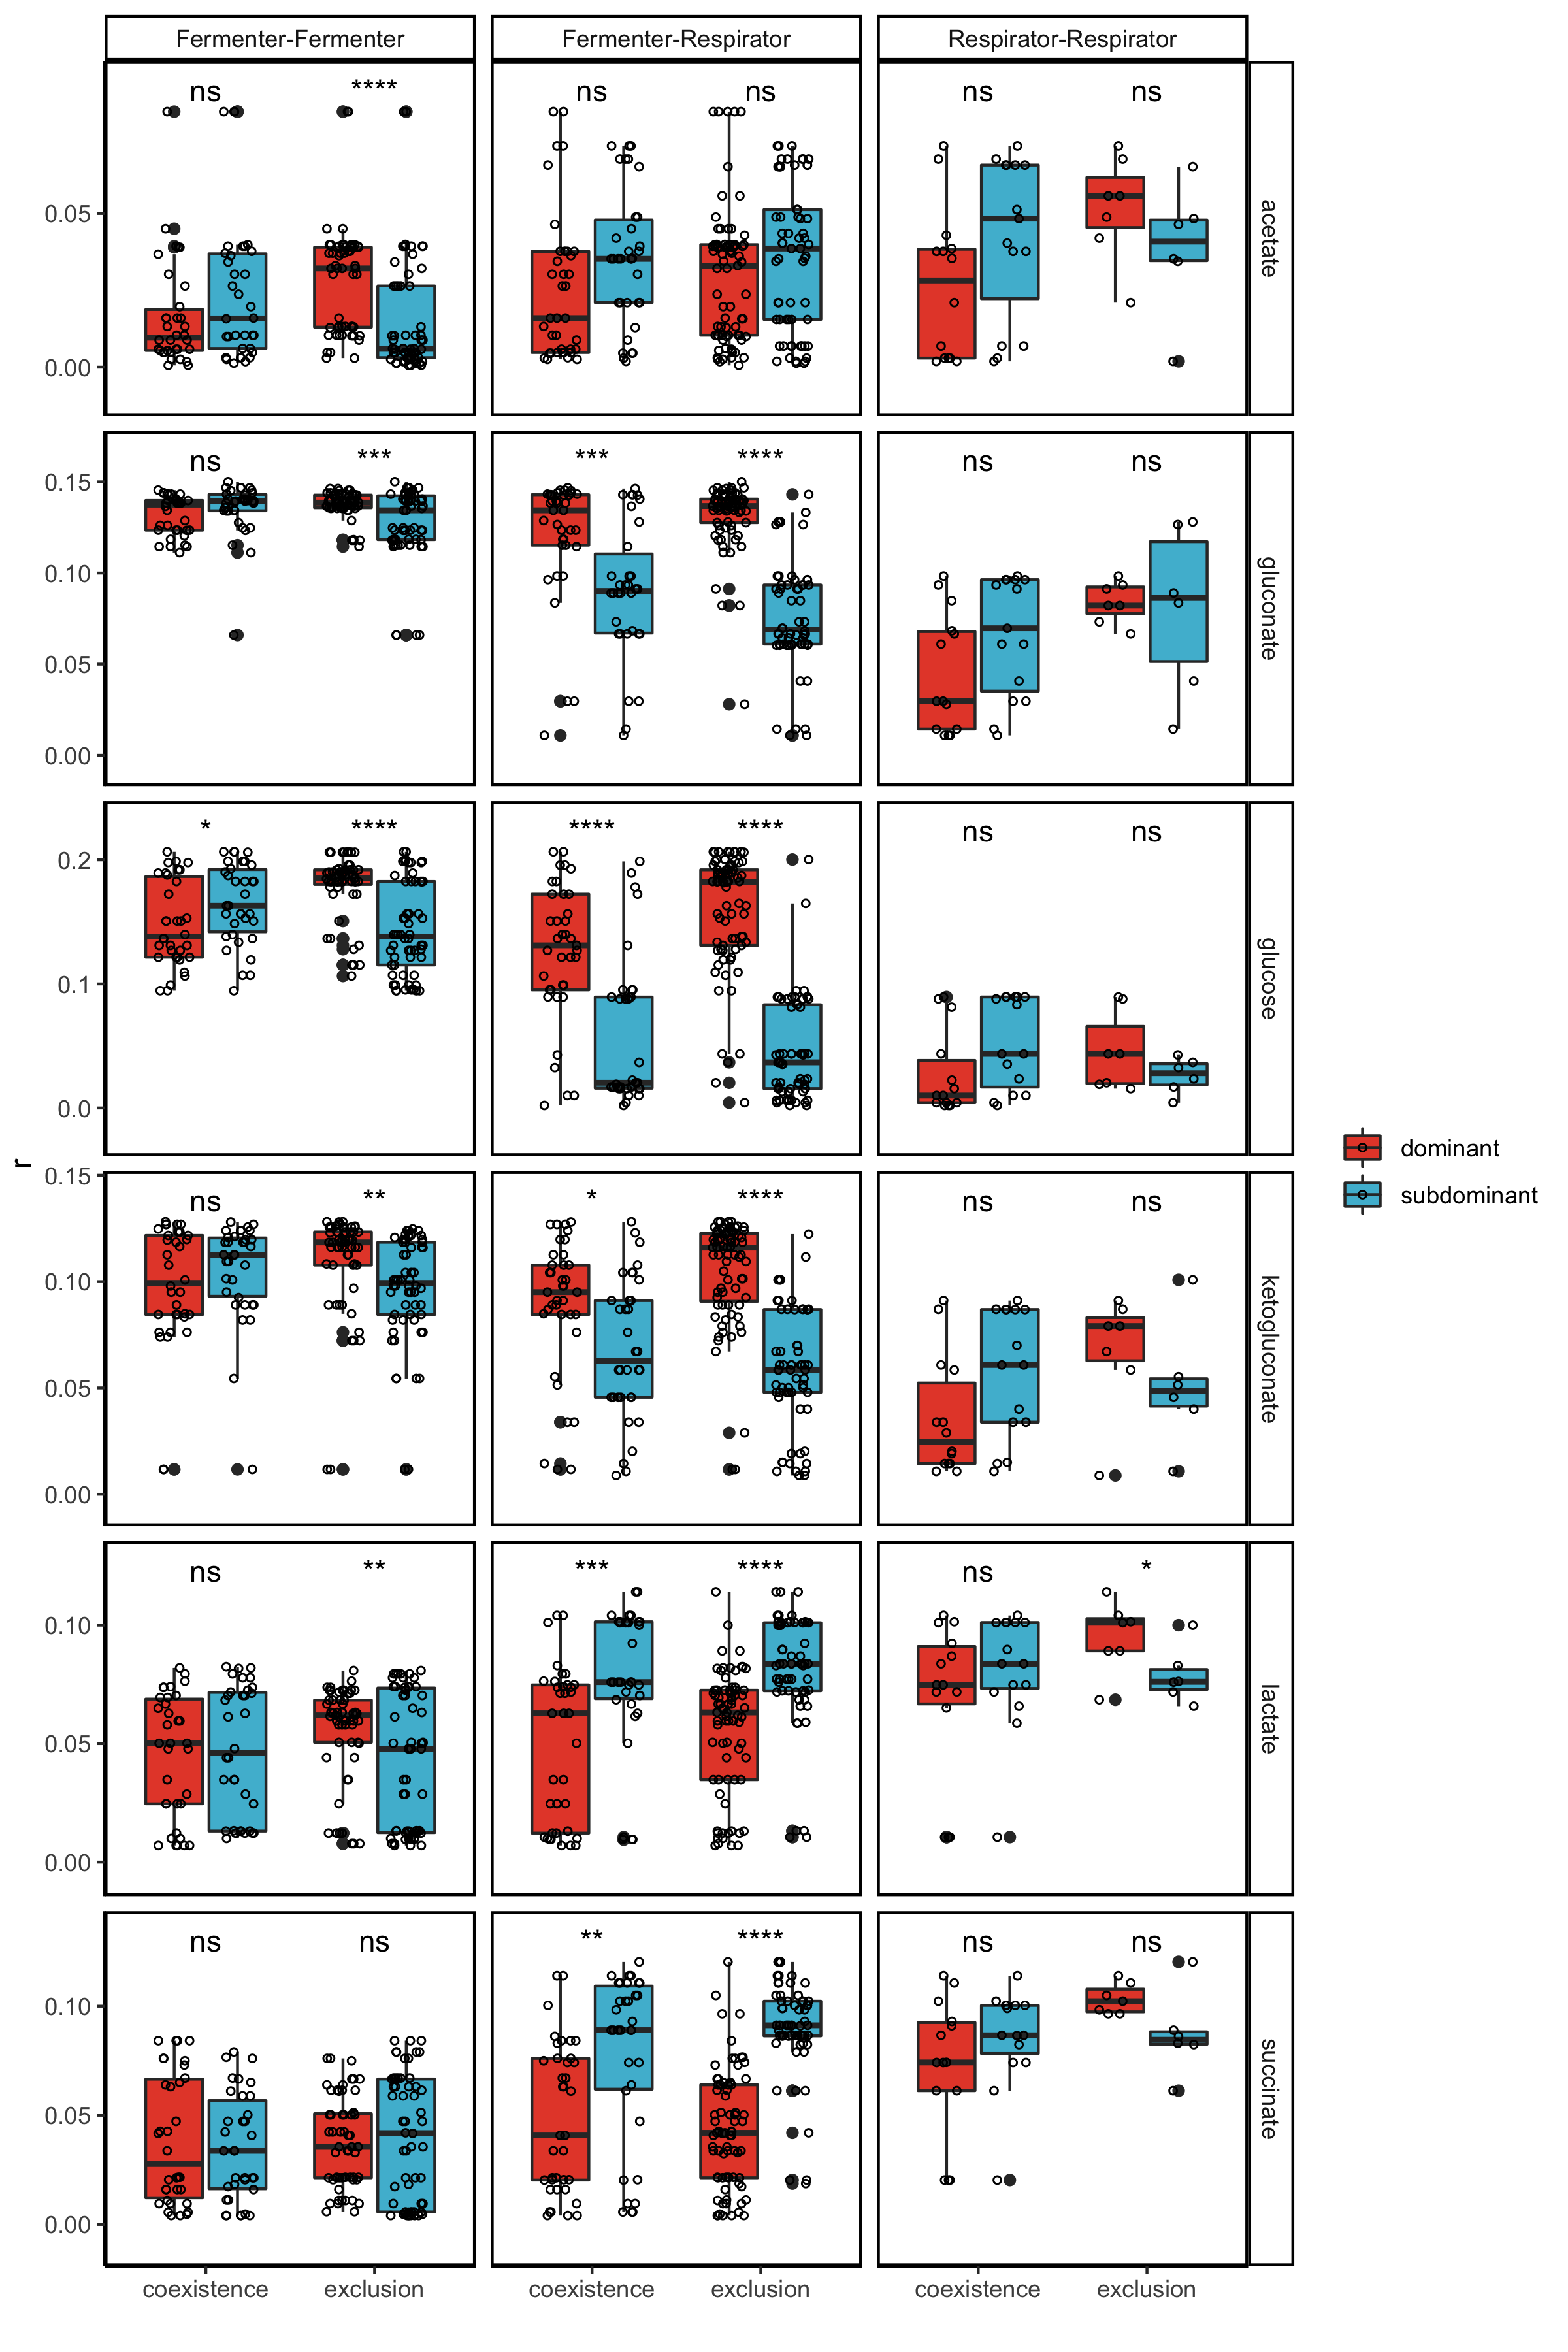 Fermenter-Fermenter Fermenter-Respirator Respirator-Respirator
ns **** ns ns ns ns
0.05
0.00
acetate
ns *** *** **** ns ns
0.15
0.10
0.05
0.00
gluconate
* **** **** **** ns ns
0.2
0.1
0.0
glucose
r
dominant
subdominant
ns ** * **** ns ns
0.15
0.10
0.05
0.00
ketogluconate
ns ** *** **** ns *
0.10
0.05
0.00
lactate
ns ns ** **** ns ns
0.10
0.05
0.00
succinate
coexistence exclusion coexistence exclusion coexistence exclusion